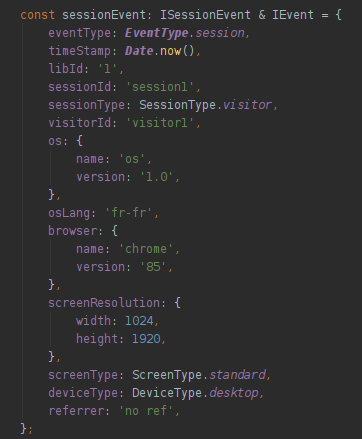 const sessionEvent: ISessionEvent & IEvent = {
eventType: EventType.session,
timeStamp: Date.now(),
libId: '1',
sessionId: 'session1',
sessionType: SessionType.visitor,
visitorId: 'visitor1',
os: {
name: 'os',
version: '1.0',
},
osLang: 'fr-fr',
browser: {
name: 'chrome',
version: '85',
},
screenResolution: {
width: 1024,
height: 1920,
},
screenType: ScreenType.standard,
deviceType: DeviceType.desktop,
referrer: 'no ref',
};